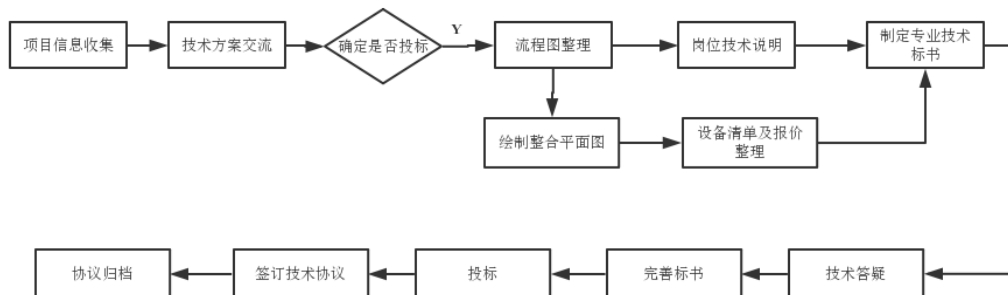 项目信息收集
技术方案交流
确定是否投标
Y
流程图整理
岗位技术说明
制定专业技术
标书
绘制整合平面图
设备清单及报价
整理
协议归档
签订技术协议
投标
完善标书
技术答疑